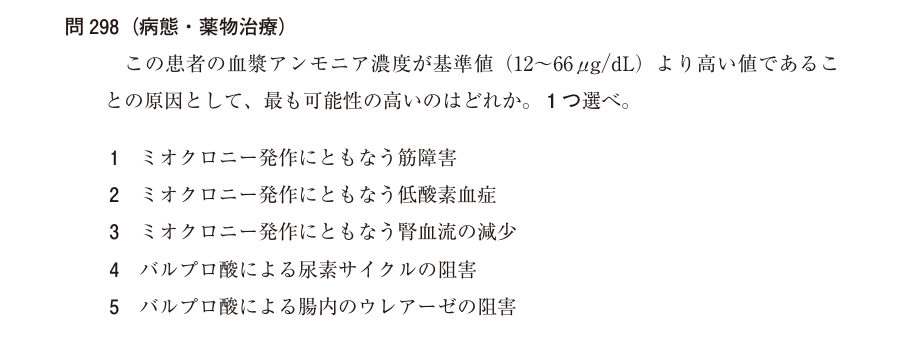 問 298（病態・薬物治療）
この患者の血漿アンモニア濃度が基準値（12～66 μg/dL）より高い値であるこ
との原因として、最も可能性の高いのはどれか。1つ選べ。
1 ミオクロニー発作にともなう筋障害
2 ミオクロニー発作にともなう低酸素血症
3 ミオクロニー発作にともなう腎血流の減少
4 バルプロ酸による尿素サイクルの阻害
5 バルプロ酸による腸内のウレアーゼの阻害